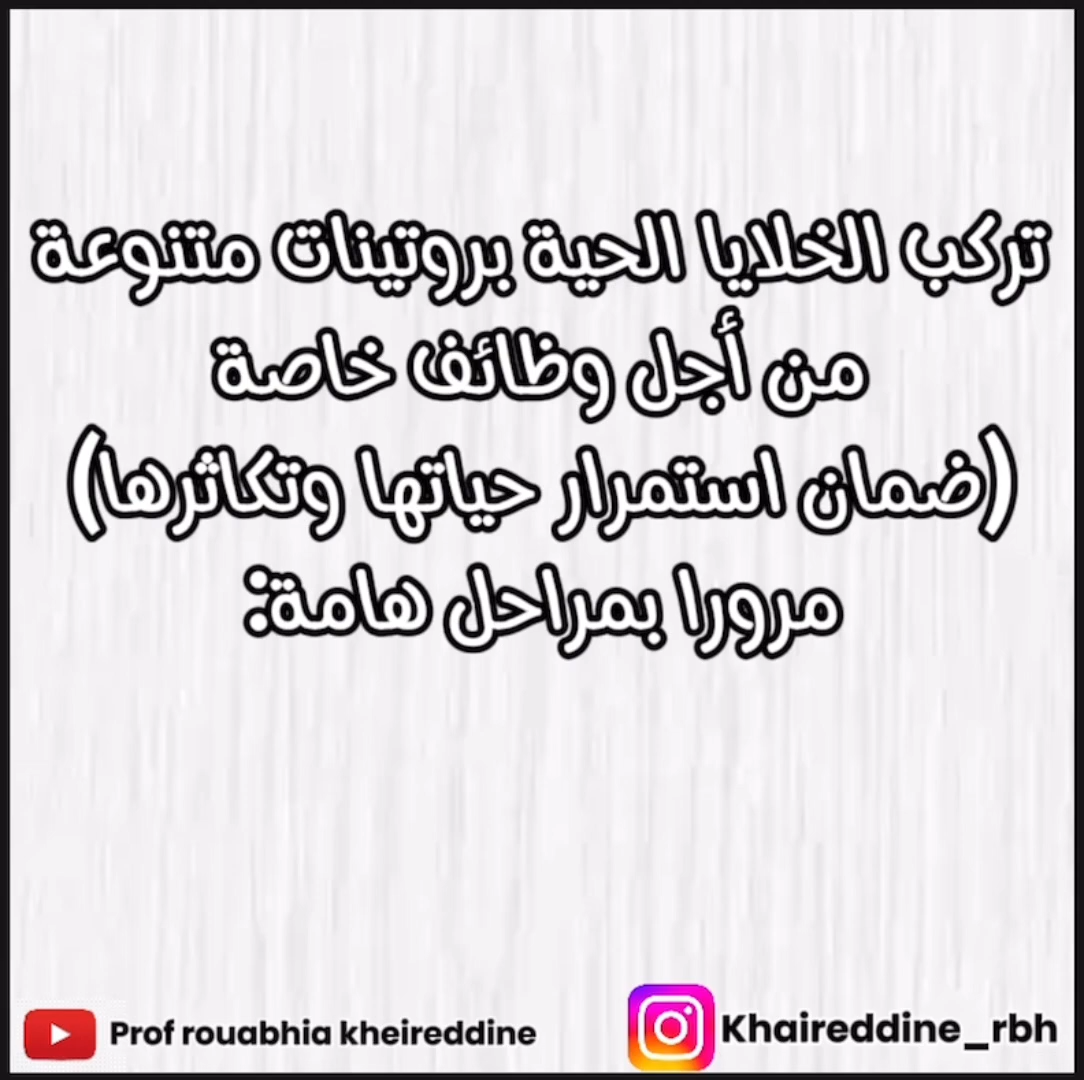 تركب الخلايا الحية بروتينات متنوعة
من أجل وظائف خاصة
(ضمان استمرار حياتها وتكاثرها)
مرورا بمراحل هامة:
Prof rouabhia kheireddine
Khaireddine_rbh